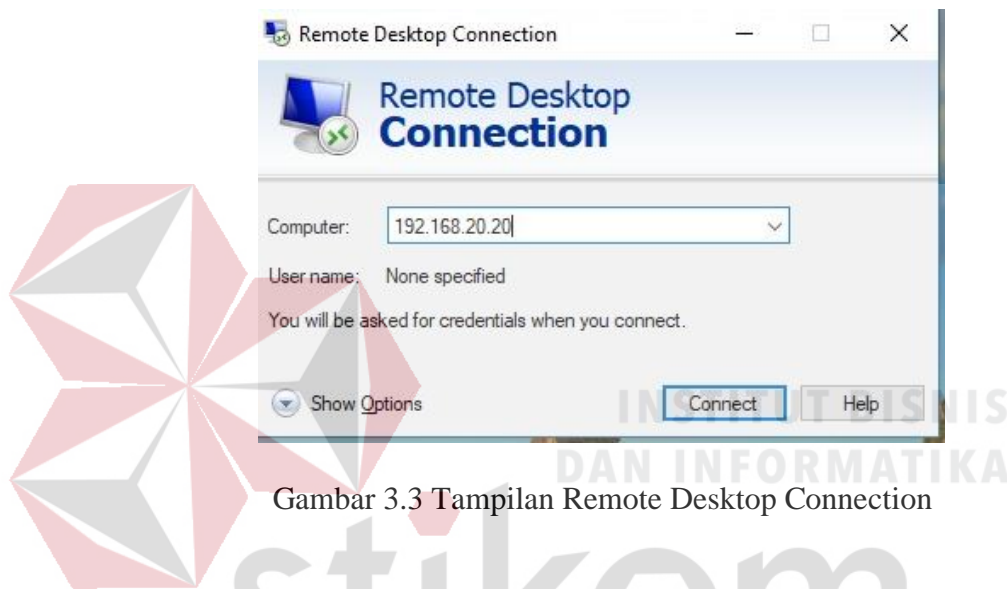 Remote Desktop Connection
Remote Desktop
Connection
Computer: 192.168.20.20
User name: None specified
You will be asked for credentials when you connect.
Show Options Connect Help
INSTITUT BISNIS
DAN INFORMATIKA
Gambar 3.3 Tampilan Remote Desktop Connection
stikom